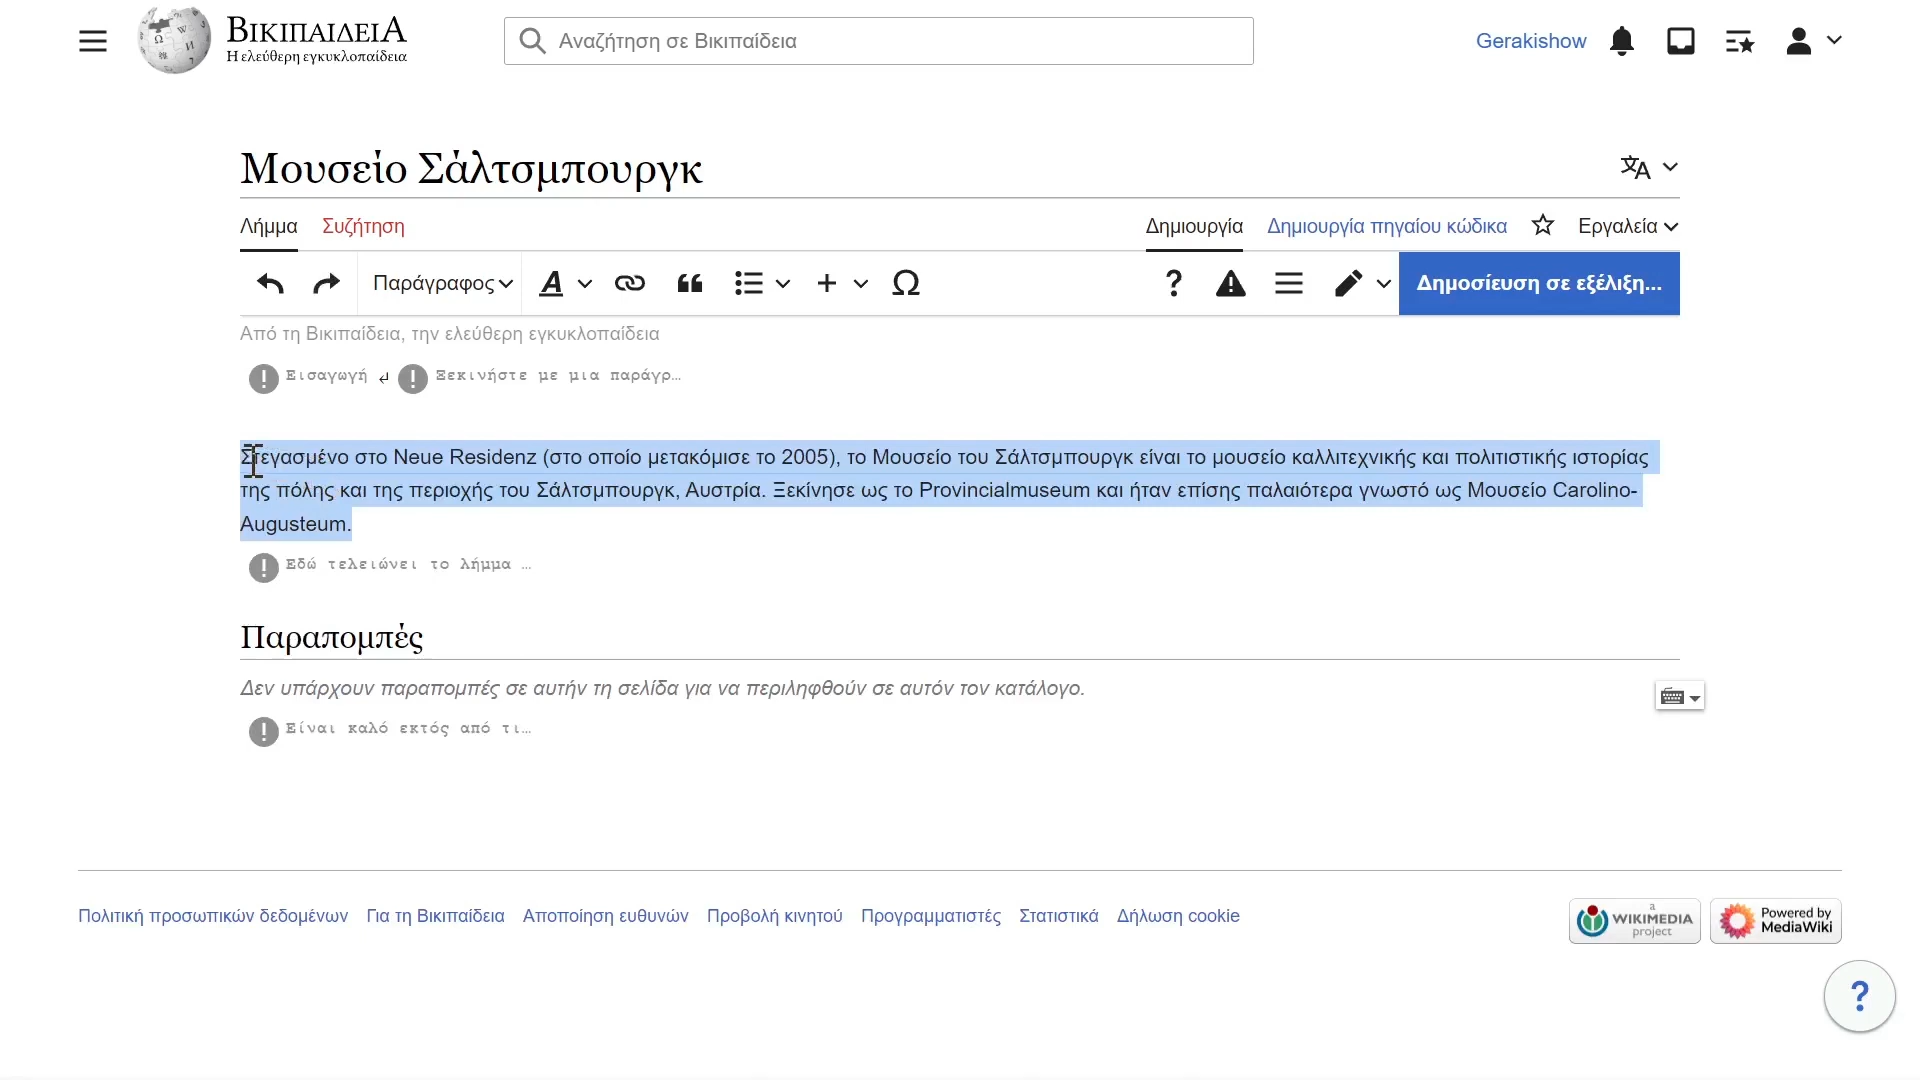 ΒΙΚΙΠΑΙΔΕΙΑ
Η ελεύθερη εγκυκλοπαίδεια
Αναζήτηση σε Βικιπαίδεια
Gerakishow
Μουσείο Σάλτσμπουργκ
Λήμμα Συζήτηση Δημιουργία Δημιουργία πηγαίου κώδικα Εργαλεία
Παράγραφος Δημοσίευση σε εξέλιξη...
Από τη Βικιπαίδεια, την ελεύθερη εγκυκλοπαίδεια
Εισαγωγή Ξεκινήστε με μια παράγρ...
Στεγασμένο στο Neue Residenz (στο οποίο μετακόμισε το 2005), το Μουσείο του Σάλτσμπουργκ είναι το μουσείο καλλιτεχνικής και πολιτιστικής ιστορίας
της πόλης και της περιοχής του Σάλτσμπουργκ, Αυστρία. Ξεκίνησε ως το Provincialmuseum και ήταν επίσης παλαιότερα γνωστό ως Μουσείο Carolino-
Augusteum.
Εδώ τελειώνει το λήμμα ...
Παραπομπές
Δεν υπάρχουν παραπομπές σε αυτήν τη σελίδα για να περιληφθούν σε αυτόν τον κατάλογο.
Είναι καλό εκτός από τι...
Πολιτική προσωπικών δεδομένων Για τη Βικιπαίδεια Αποποίηση ευθυνών Προβολή κινητού Προγραμματιστές Στατιστικά Δήλωση cookie
a WIKIMEDIA project
Powered by MediaWiki